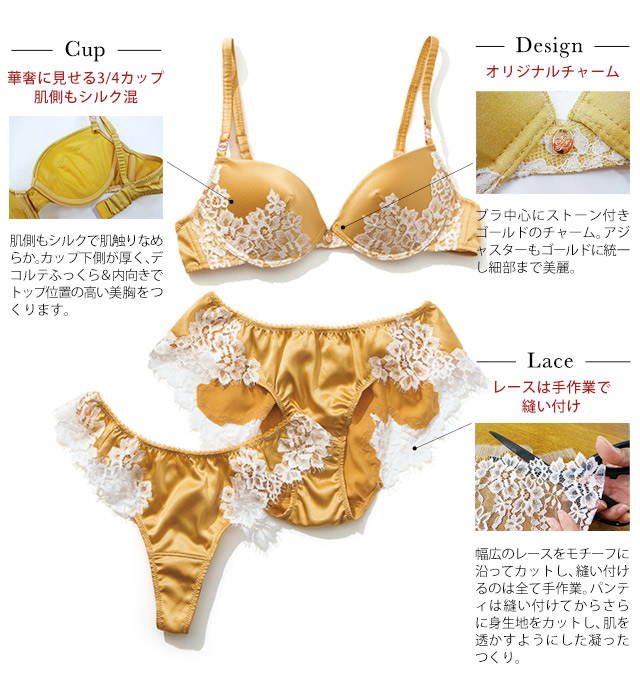 Cup
華奢に見せる3/4カップ
肌側もシルク混
肌側もシルクで肌触りなめ
らか。カップ下側が厚く、デ
コルテふっくら&内向きで
トップ位置の高い美胸をつ
くります。
Design
オリジナルチャーム
ブラ中心にストーン付き
ゴールドのチャーム。アジ
ャスターもゴールドに統一
し細部まで美麗。
Lace
レースは手作業で
縫い付け
幅広のレースをモチーフに
沿ってカットし、縫い付け
るのは全て手作業。パンテ
ィは縫い付けてからさら
に身生地をカットし、肌を
透かすようにした凝った
つくり。